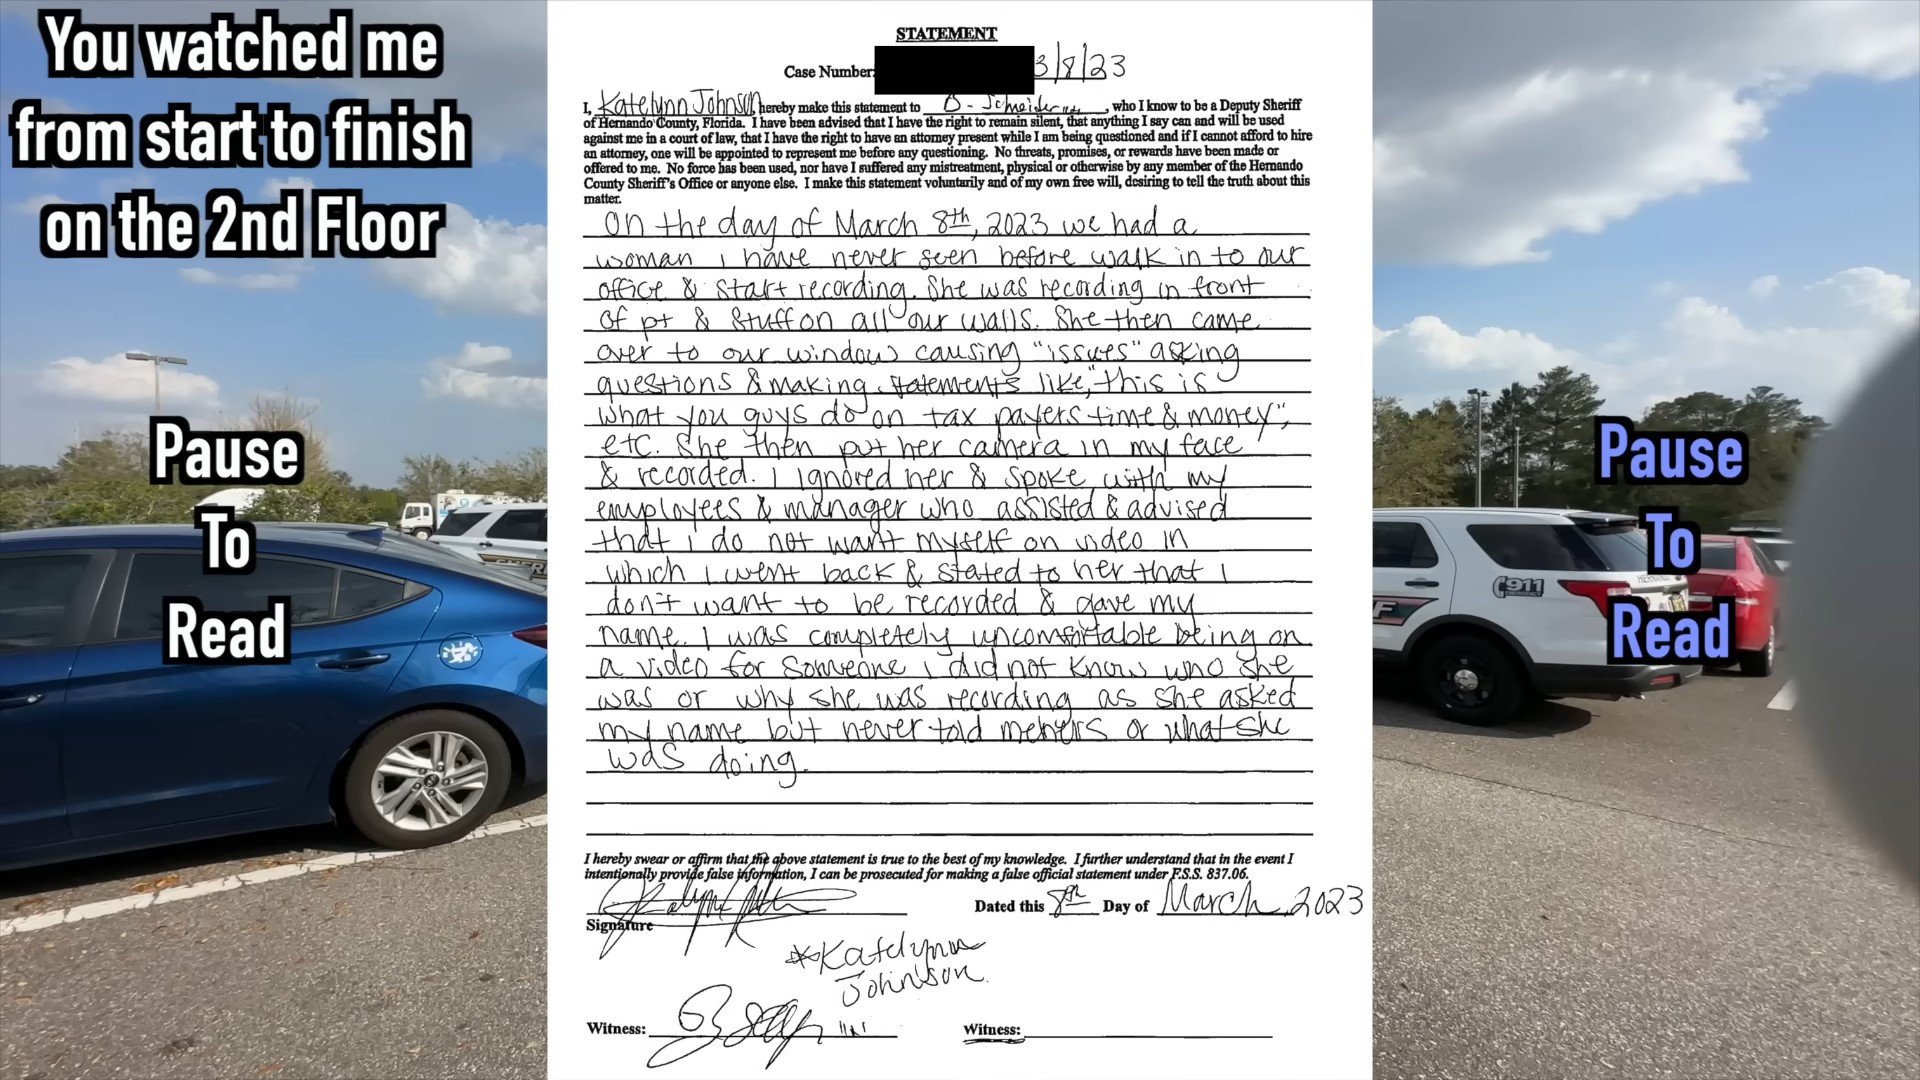 You watched me
from start to finish
on the 2nd Floor
Pause
To
Read
STATEMENT
Case Number: 3/8/23
I, Katelynn Johnson, hereby make this statement to B. Schneider, who I know to be a Deputy Sheriff
of Hernando County, Florida. I have been advised that I have the right to remain silent, that anything I say can and will be used
against me in a court of law, that I have the right to have an attorney present while I am being questioned and if I cannot afford to hire
an attorney, one will be appointed to represent me before any questioning. No threats, promises, or rewards have been made or
offered to me. No force has been used, nor have I suffered any mistreatment, physical or otherwise by any member of the Hernando
County Sheriff's Office or anyone else. I make this statement voluntarily and of my own free will, desiring to tell the truth about this
matter.
On the day of March 8th, 2023 we had a
woman I have never seen before walk in to our
office & start recording. She was recording in front
of pt & stuff on all our walls. She then came
over to our window causing "issues" asking
questions & making statements like, "this is
what you guys do on tax payers time & money",
etc. She then put her camera in my face
& recorded. I ignored her & spoke with my
employees & manager who assisted & advised
that I do not want myself on video in
which I went back & stated to her that I
don't want to be recorded & gave my
name. I was completely uncomfortable being on
a video for someone I did not know who she
was or why she was recording as she asked
my name but never told me hers or what she
was doing.
I hereby swear or affirm that the above statement is true to the best of my knowledge. I further understand that in the event I
intentionally provide false information, I can be prosecuted for making a false official statement under F.S.S. 837.06.
Dated this 8th Day of March, 2023
Signature
*Katelynn
Johnson.
Witness:
Witness:
Pause
To
Read
911
F